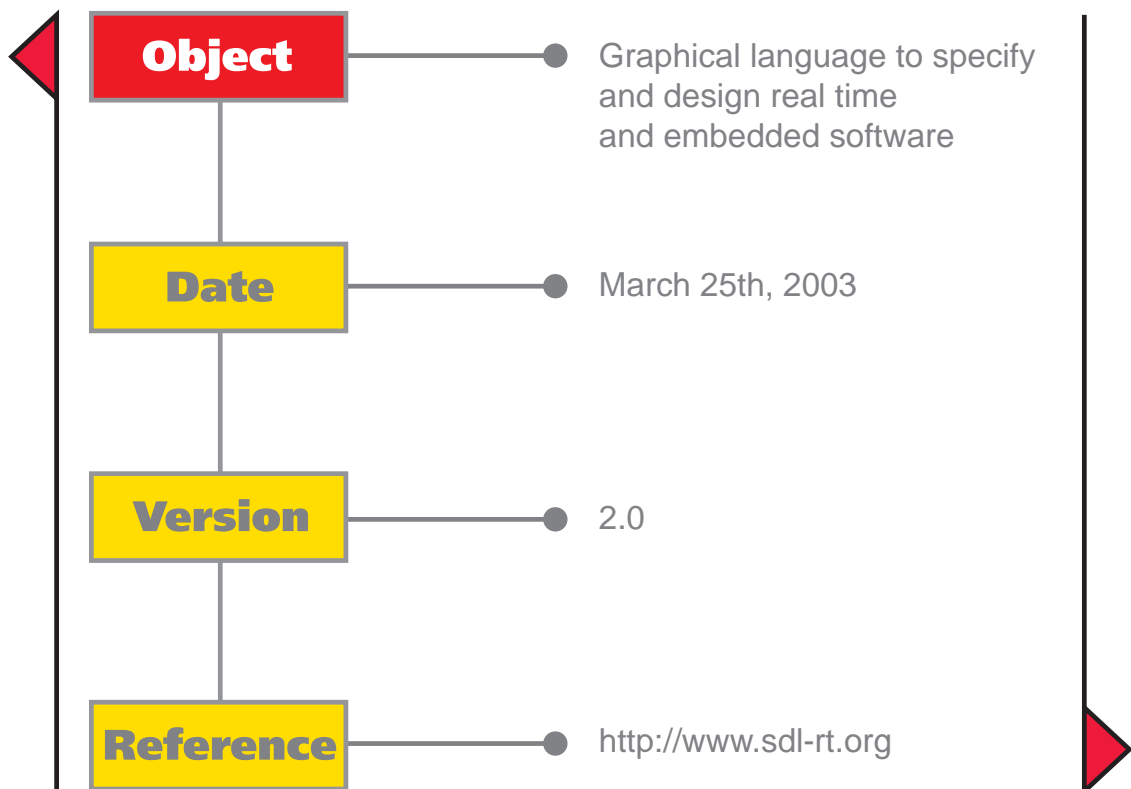 Object
Graphical language to specify
and design real time
and embedded software
Date
March 25th, 2003
Version
2.0
Reference
http://www.sdl-rt.org